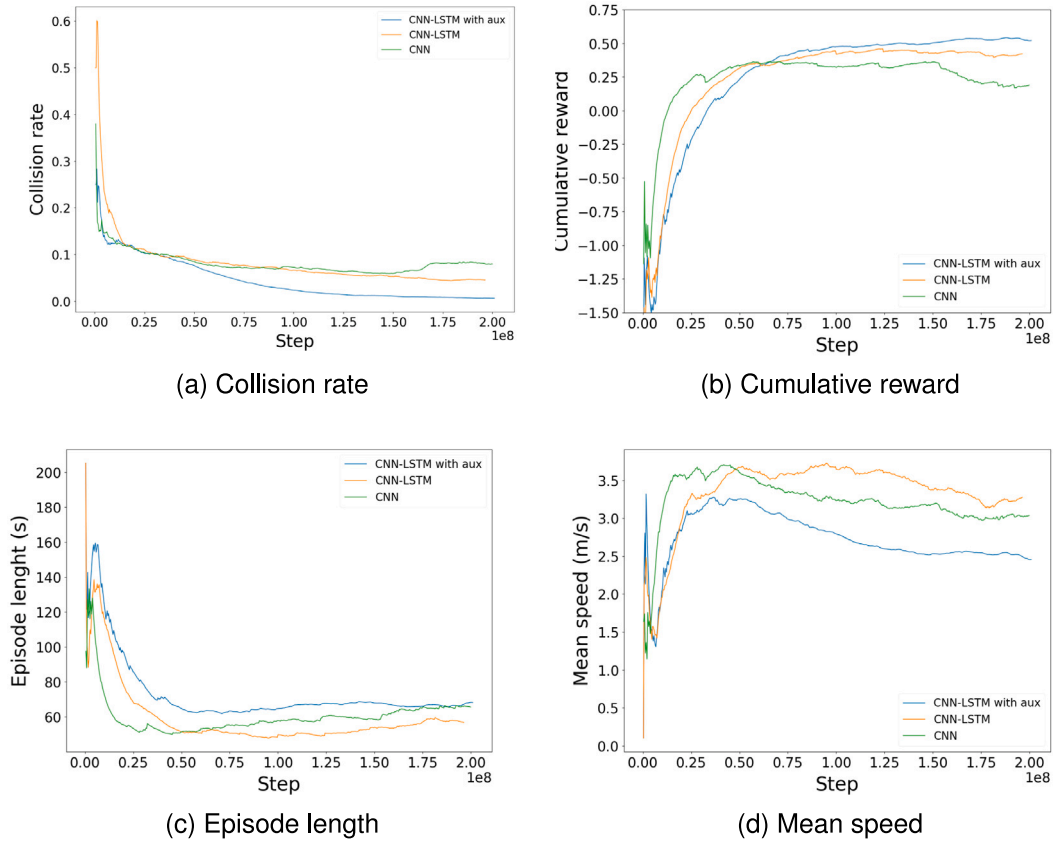 0.6
0.5
0.4
0.3
0.2
0.1
0.0
Collision rate
CNN-LSTM with aux
CNN-LSTM
CNN
0.00 0.25 0.50 0.75 1.00 1.25 1.50 1.75 2.00
1e8
Step
(a) Collision rate
0.75
0.50
0.25
0.00
−0.25
−0.50
−0.75
−1.00
−1.25
−1.50
Cumulative reward
CNN-LSTM with aux
CNN-LSTM
CNN
0.00 0.25 0.50 0.75 1.00 1.25 1.50 1.75 2.00
1e8
Step
(b) Cumulative reward
200
180
160
140
120
100
80
60
Episode lenght (s)
CNN-LSTM with aux
CNN-LSTM
CNN
0.00 0.25 0.50 0.75 1.00 1.25 1.50 1.75 2.00
1e8
Step
(c) Episode length
3.5
3.0
2.5
2.0
1.5
1.0
0.5
0.0
Mean speed (m/s)
CNN-LSTM with aux
CNN-LSTM
CNN
0.00 0.25 0.50 0.75 1.00 1.25 1.50 1.75 2.00
1e8
Step
(d) Mean speed